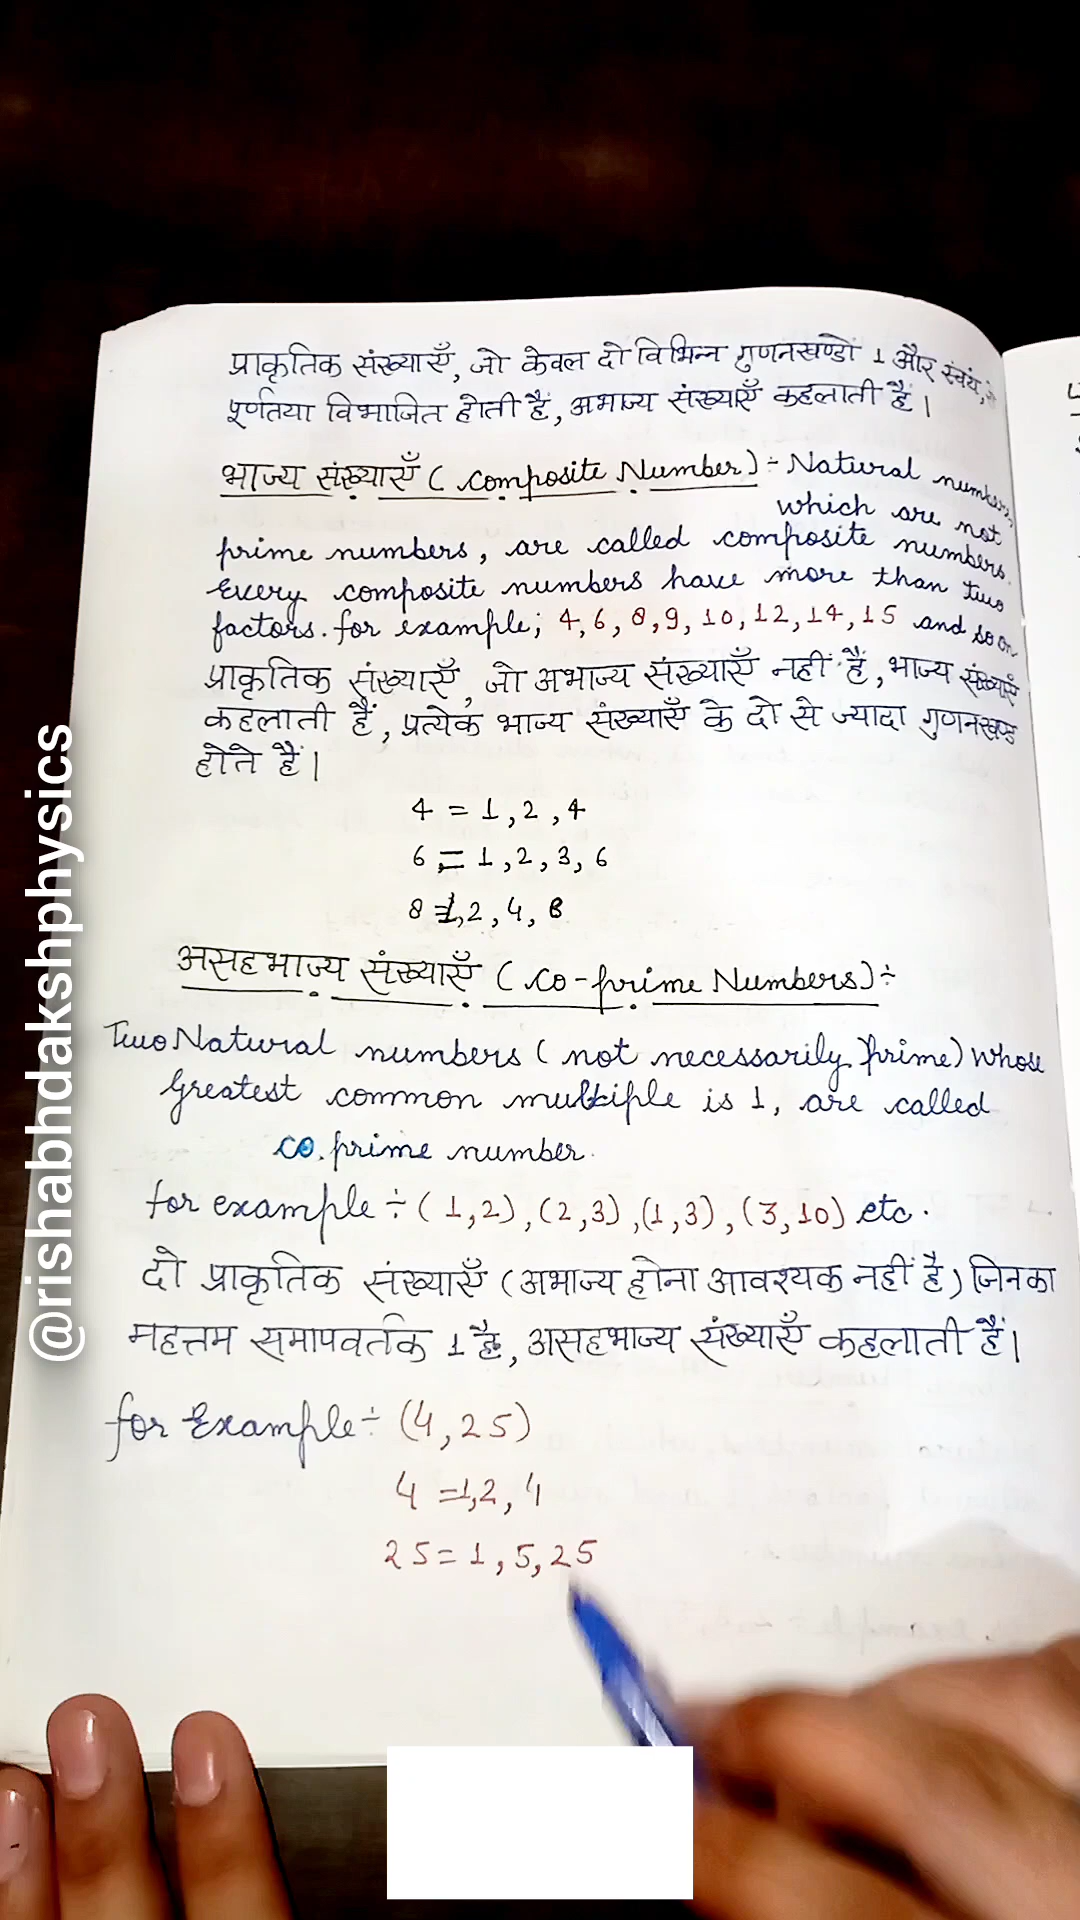 प्राकृतिक संख्याएँ, जो केवल दो विभिन्न गुणनखण्डों 1 और स्वंय, से
पूर्णतया विभाजित होती हैं, अभाज्य संख्याएँ कहलाती हैं।
भाज्य संख्याएँ ( composite Number) ÷ Natural numbers,
which are not
prime numbers, are called composite numbers.
Every composite numbers have more than two
factors. for example; 4, 6, 8, 9, 10, 12, 14, 15 and so on
प्राकृतिक संख्याएँ, जो अभाज्य संख्याएँ नहीं हैं, भाज्य संख्याएँ
कहलाती हैं, प्रत्येक भाज्य संख्याएँ के दो से ज्यादा गुणनखण्ड
होते हैं।
4 = 1, 2, 4
6 = 1, 2, 3, 6
8 = 1, 2, 4, 8
असहभाज्य संख्याएँ ( co-prime Numbers) ÷
Two Natural numbers ( not necessarily prime) whose
greatest common multiple is 1, are called
co. prime number.
for example ÷ ( 1,2), (2,3), (1,3), (3,10) etc.
दो प्राकृतिक संख्याएँ (अभाज्य होना आवश्यक नहीं है) जिनका
महत्तम समापवर्तक 1 है, असहभाज्य संख्याएँ कहलाती हैं।
for Example ÷ (4, 25)
4 = 1, 2, 4
25 = 1, 5, 25
@rishabhdakshphysics